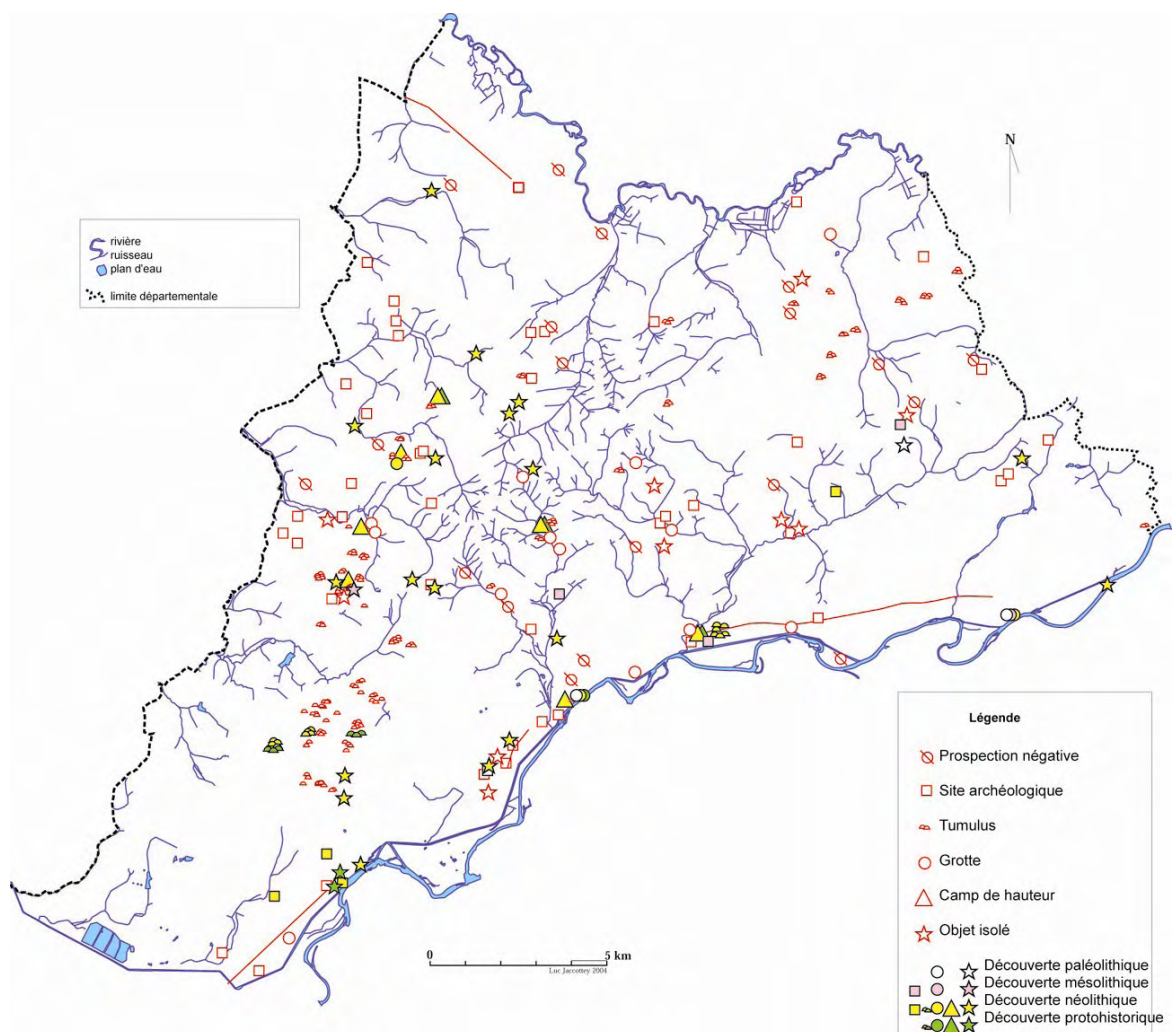 N
rivière
ruisseau
plan d'eau
limite départementale
0 5 km
Luc Jaccottey 2004
Légende
Prospection négative
Site archéologique
Tumulus
Grotte
Camp de hauteur
Objet isolé
Découverte paléolithique
Découverte mésolithique
Découverte néolithique
Découverte protohistorique